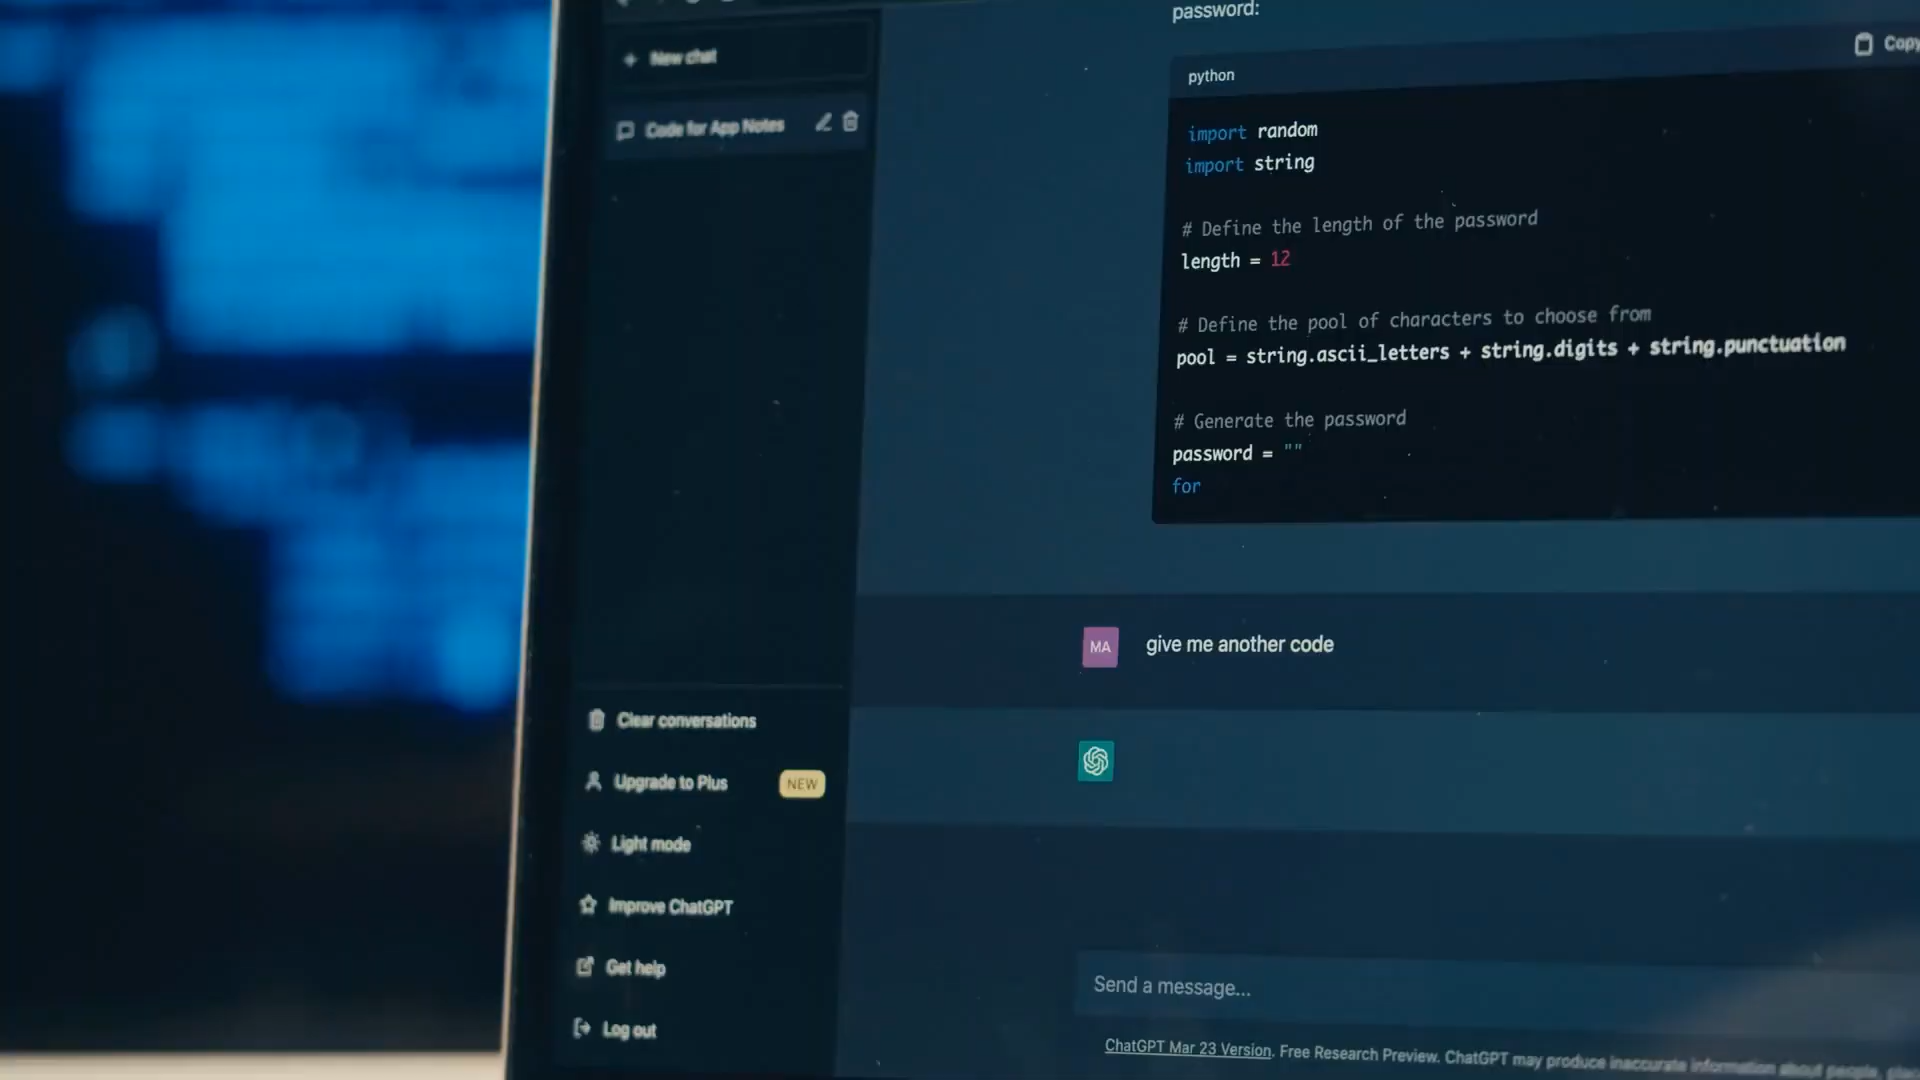 New chat
Code for App Notes
Clear conversations
Upgrade to Plus NEW
Light mode
Improve ChatGPT
Get help
Log out
password:
python Copy
import random
import string
# Define the length of the password
length = 12
# Define the pool of characters to choose from
pool = string.ascii_letters + string.digits + string.punctuation
# Generate the password
password = ""
for
MA give me another code
Send a message...
ChatGPT Mar 23 Version. Free Research Preview. ChatGPT may produce inaccurate information about people,